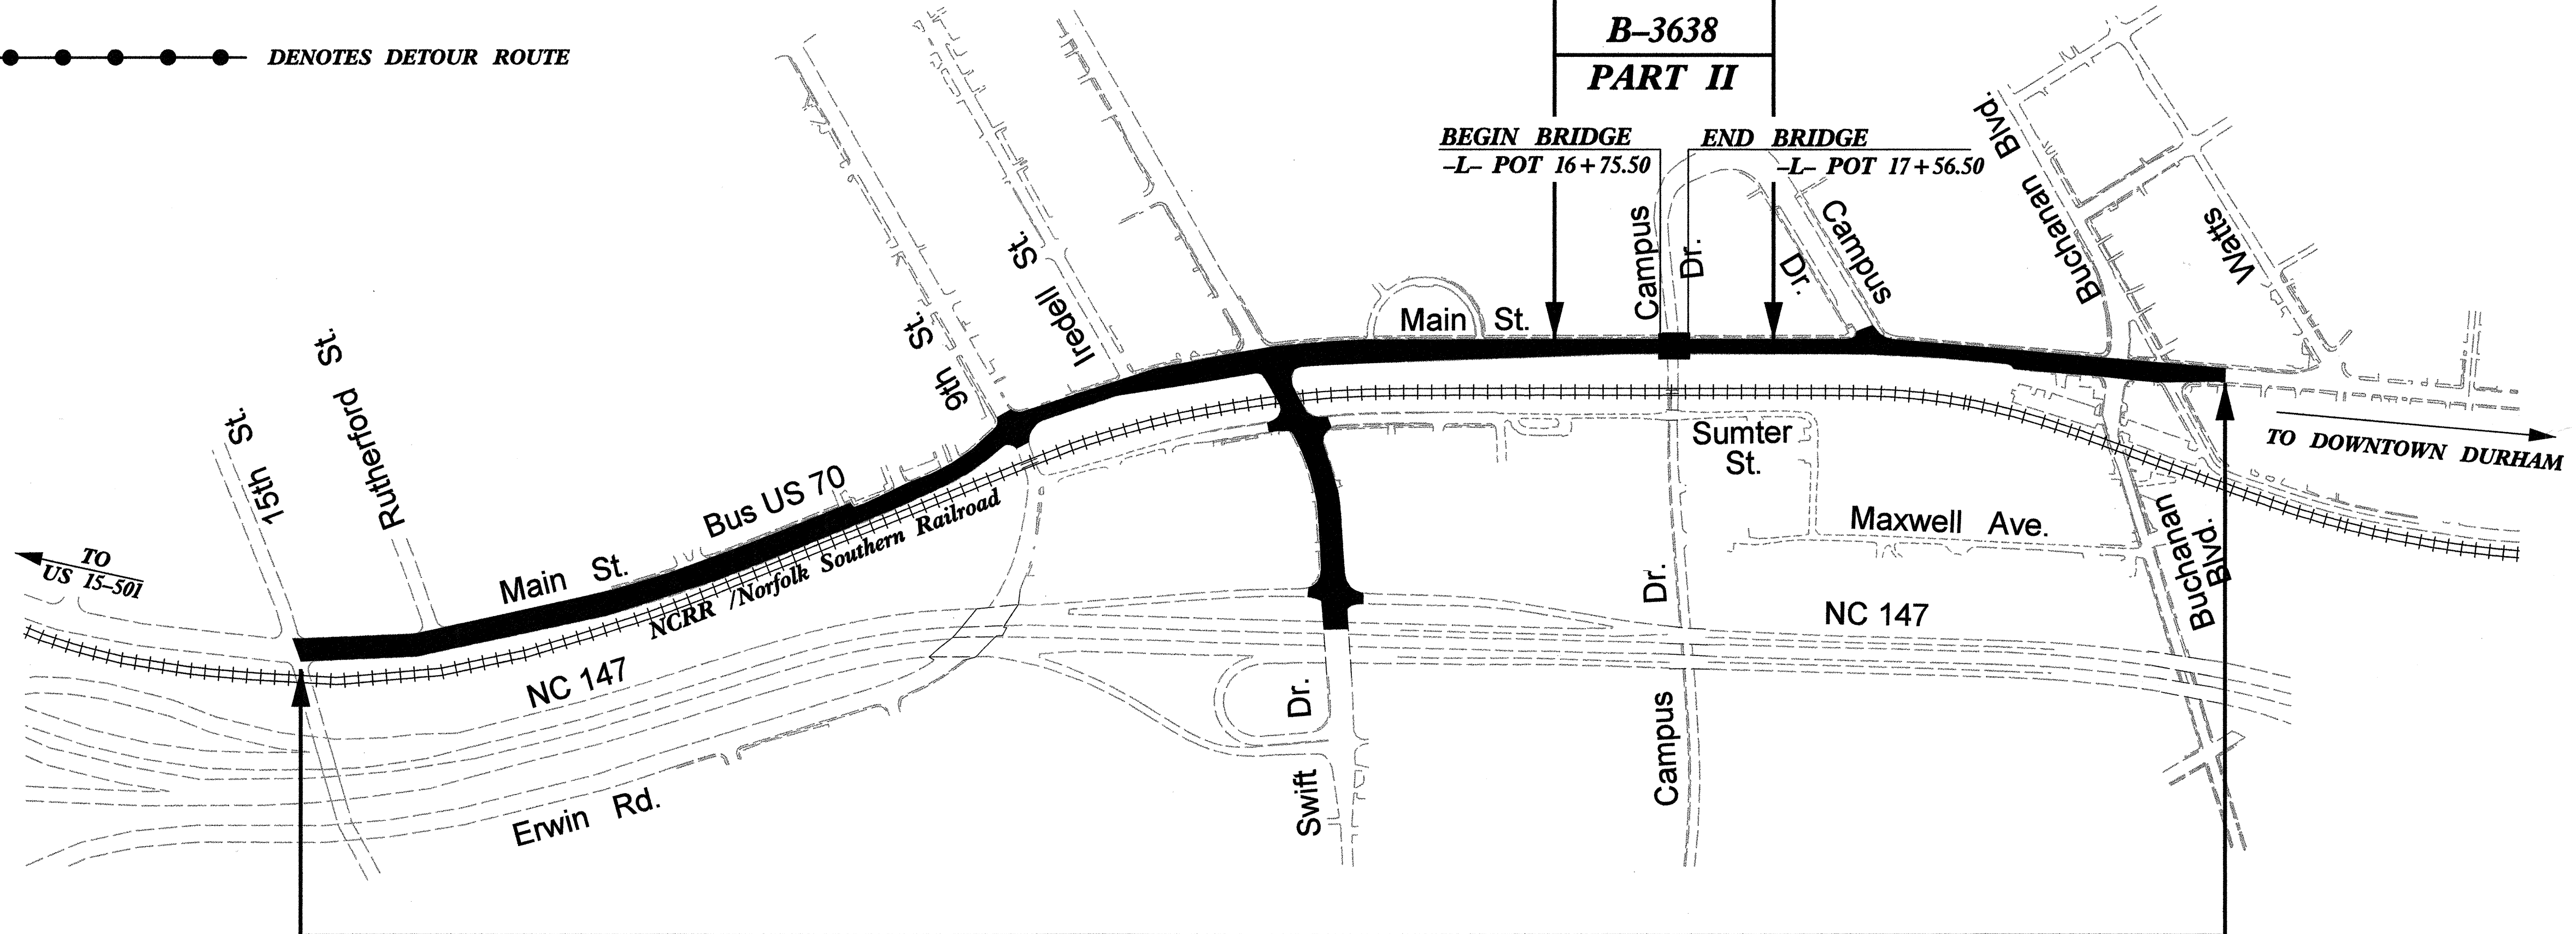 DENOTES DETOUR ROUTE
B–3638
PART II
BEGIN BRIDGE
–L– POT 16+75.50
END BRIDGE
–L– POT 17+56.50
15th St.
Rutherford St.
9th St.
Iredell St.
Main St.
Campus Dr.
Campus Dr.
Buchanan Blvd.
Buchanan
Watts
TO
US 15–501
Main St.
Bus US 70
NCRR /Norfolk Southern Railroad
Sumter
St.
Maxwell Ave.
Buchanan
Blvd.
TO DOWNTOWN DURHAM
NC 147
NC 147
Erwin Rd.
Swift Dr.
Campus Dr.